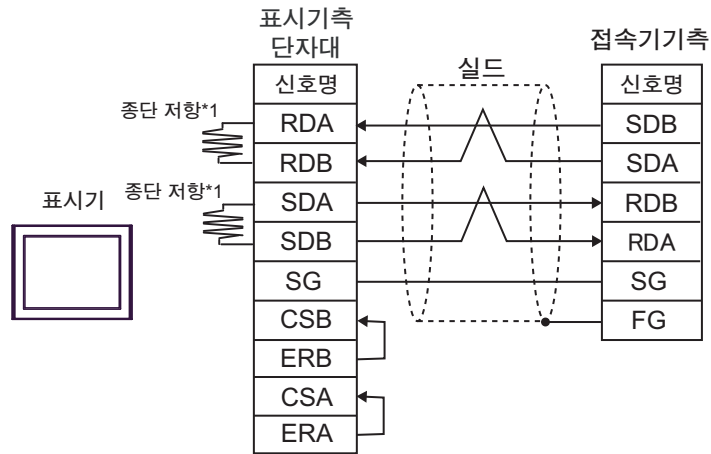 표시기측
단자대
접속기기측
실드
신호명
신호명
종단 저항*1
RDA
SDB
RDB
SDA
종단 저항*1
SDA
RDB
표시기
SDB
RDA
SG
SG
CSB
FG
ERB
CSA
ERA